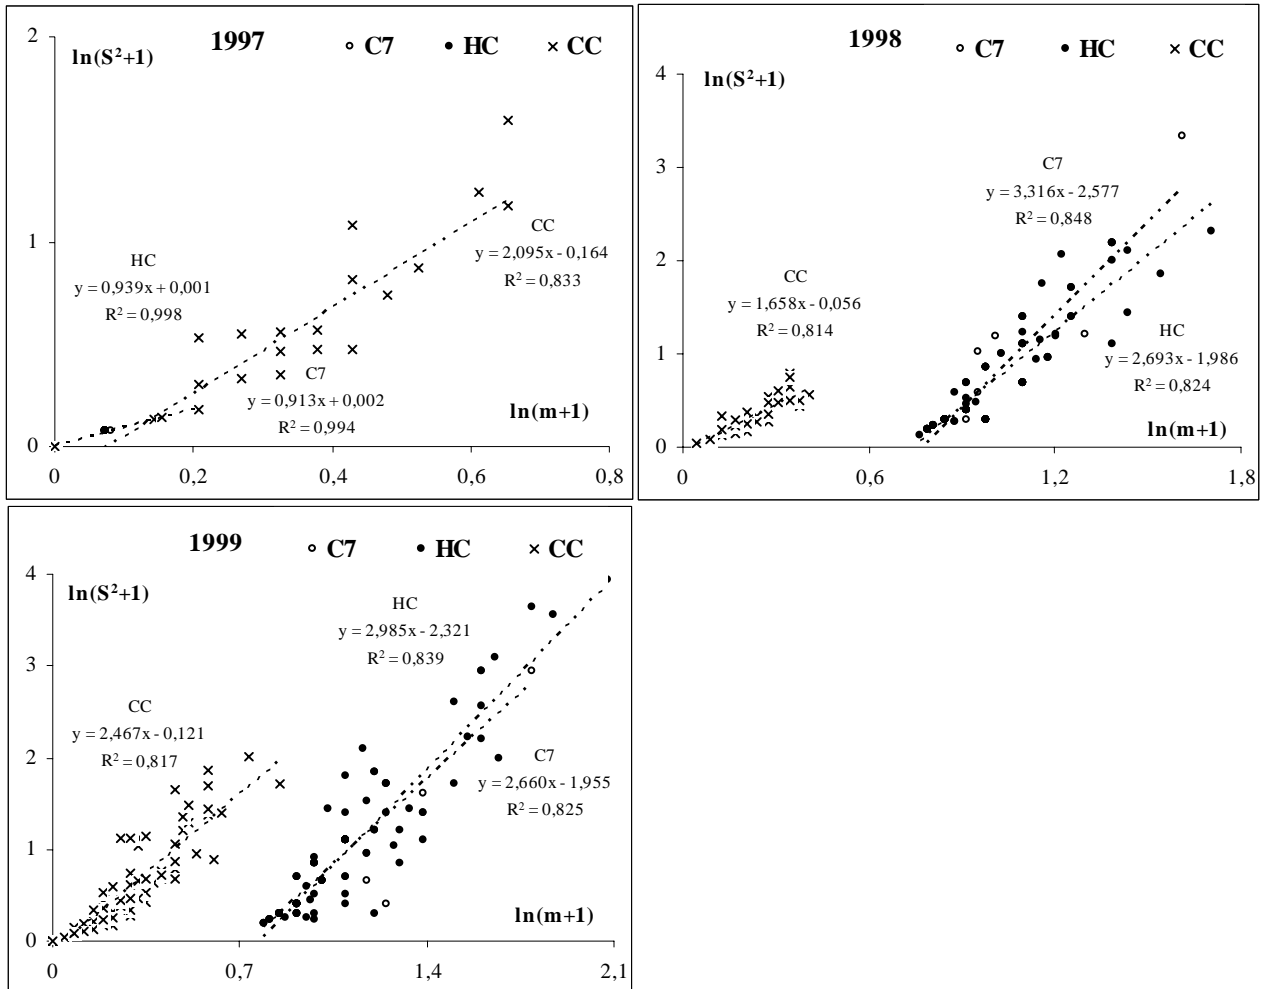 1997 C7 HC CC
ln(S²+1)
2
1
0
CC
y = 2,095x - 0,164
R² = 0,833
HC
y = 0,939x + 0,001
R² = 0,998
C7
y = 0,913x + 0,002
R² = 0,994
ln(m+1)
0 0,2 0,4 0,6 0,8
1998 C7 HC CC
ln(S²+1)
4
3
2
1
0
C7
y = 3,316x - 2,577
R² = 0,848
CC
y = 1,658x - 0,056
R² = 0,814
HC
y = 2,693x - 1,986
R² = 0,824
ln(m+1)
0 0,6 1,2 1,8
1999 C7 HC CC
ln(S²+1)
4
3
2
1
0
HC
y = 2,985x - 2,321
R² = 0,839
CC
y = 2,467x - 0,121
R² = 0,817
C7
y = 2,660x - 1,955
R² = 0,825
ln(m+1)
0 0,7 1,4 2,1